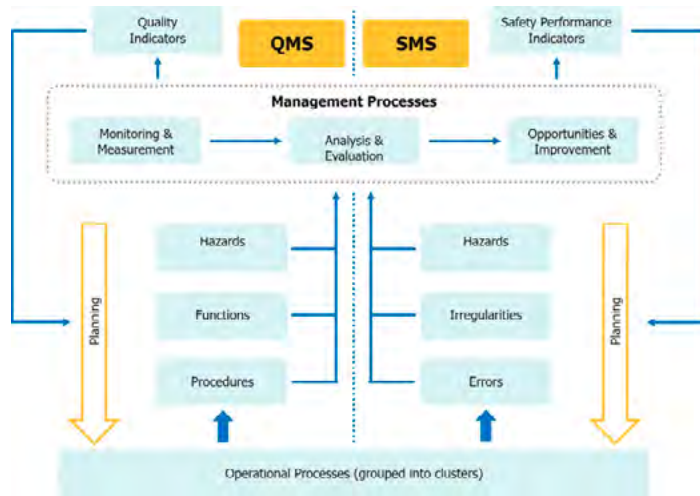 Quality
Indicators
QMS
SMS
Safety Performance
Indicators
Management Processes
Monitoring &
Measurement
Analysis &
Evaluation
Opportunities &
Improvement
Hazards
Hazards
Planning
Functions
Irregularities
Planning
Procedures
Errors
Operational Processes (grouped into clusters)